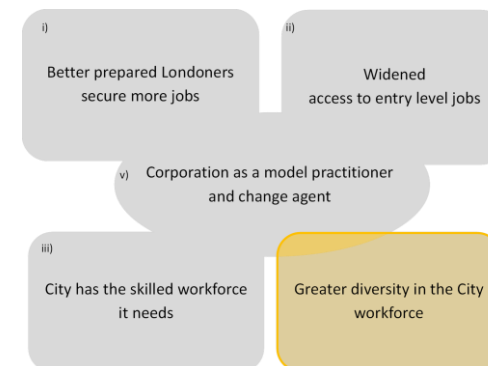 i)
Better prepared Londoners
secure more jobs
ii)
Widened
access to entry level jobs
v) Corporation as a model practitioner
and change agent
iii)
City has the skilled workforce
it needs
Greater diversity in the City
workforce